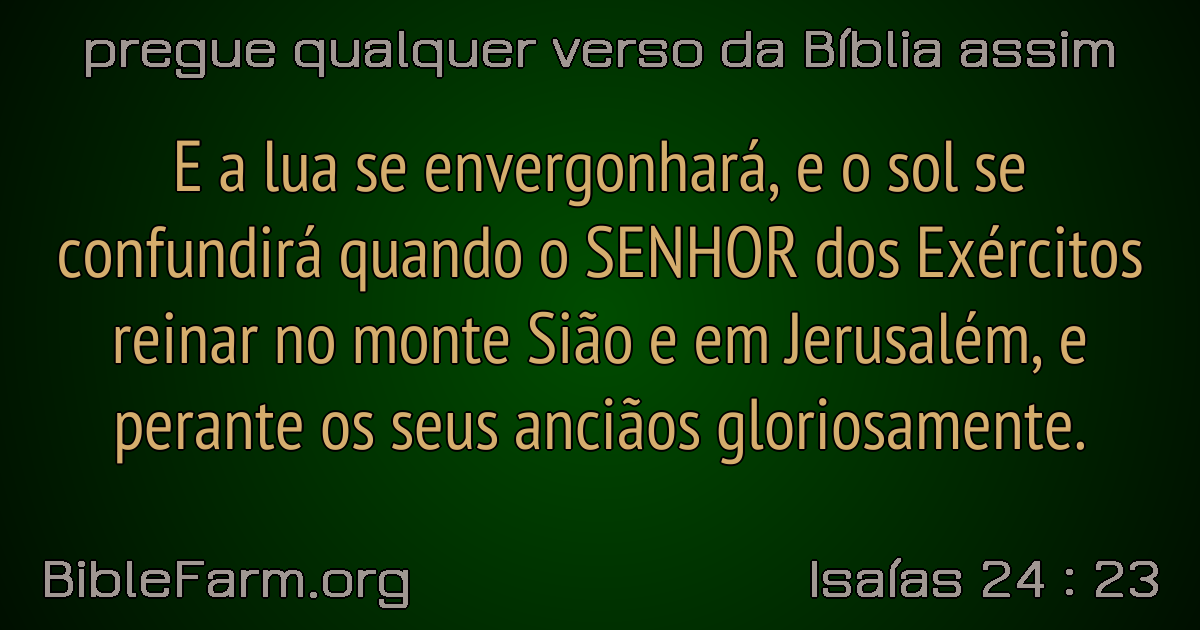 pregue qualquer verso da Bíblia assim
E a lua se envergonhará, e o sol se
confundirá quando o SENHOR dos Exércitos
reinar no monte Sião e em Jerusalém, e
perante os seus anciãos gloriosamente.
BibleFarm.org
Isaías 24 : 23